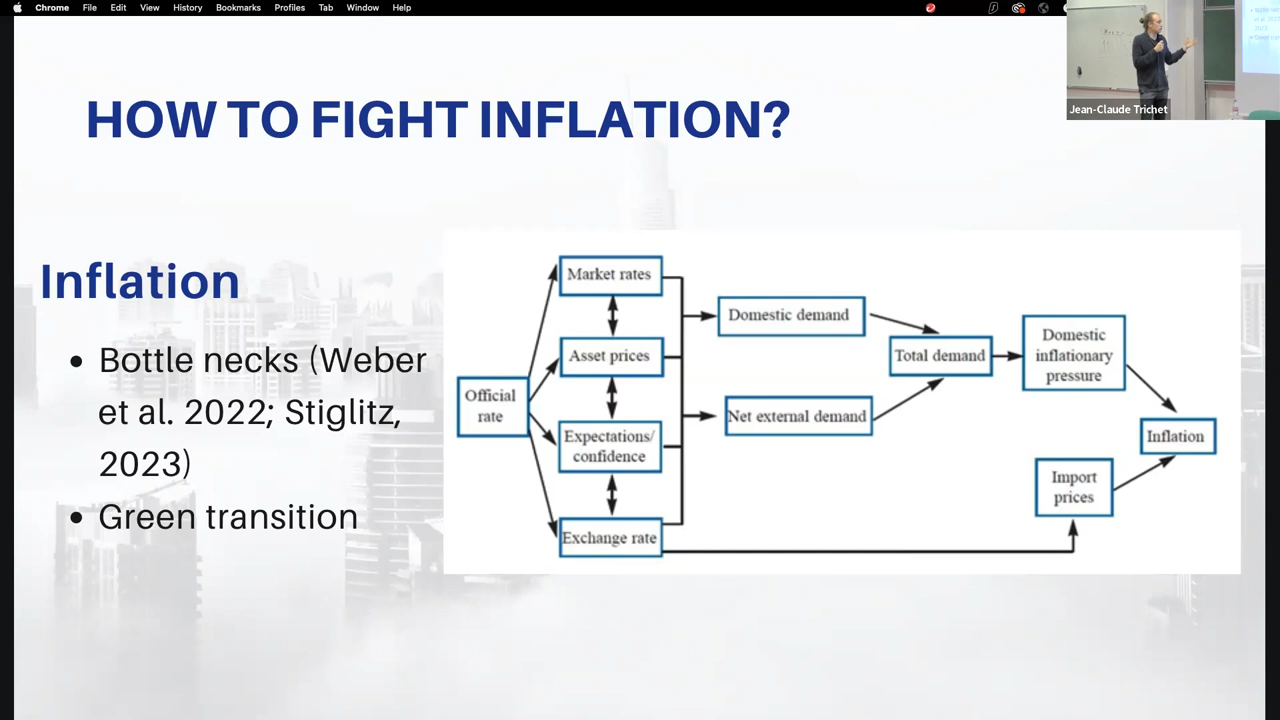 Chrome File Edit View History Bookmarks Profiles Tab Window Help
Jean-Claude Trichet
HOW TO FIGHT INFLATION?
Inflation
• Bottle necks (Weber
et al. 2022; Stiglitz,
2023)
• Green transition
Official
rate
Market rates
Asset prices
Expectations/
confidence
Exchange rate
Domestic demand
Net external demand
Total demand
Domestic
inflationary
pressure
Import
prices
Inflation